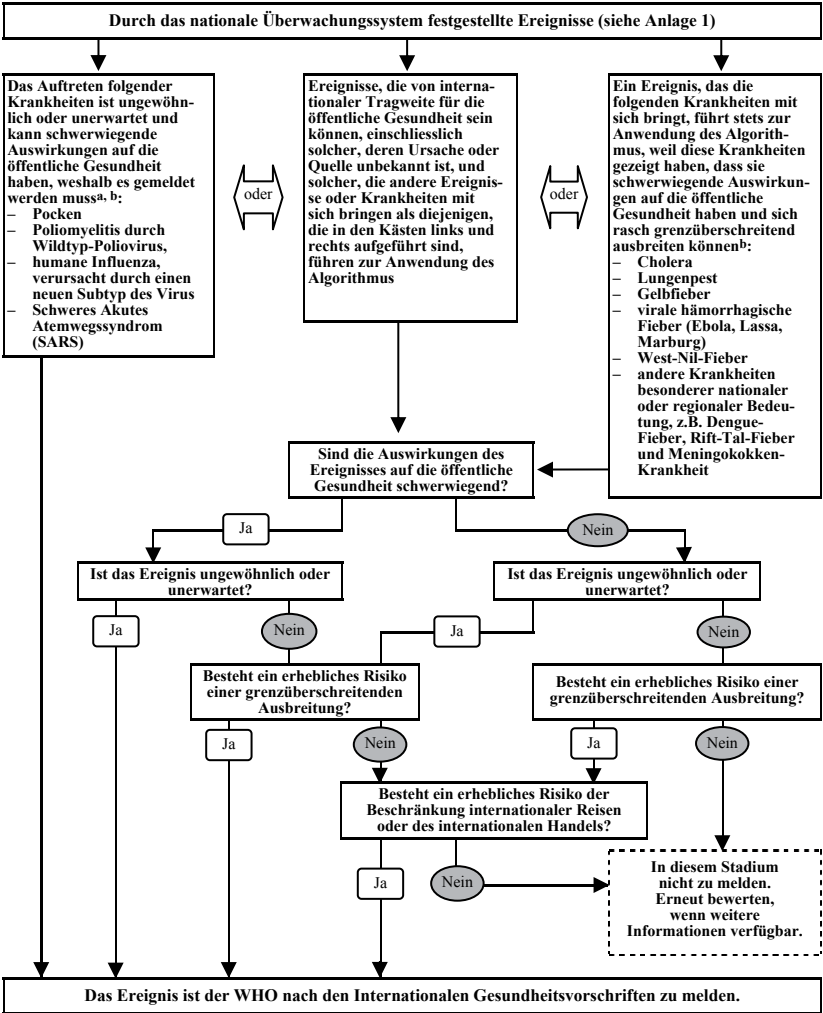 Durch das nationale Überwachungssystem festgestellte Ereignisse (siehe Anlage 1)
Das Auftreten folgender
Krankheiten ist ungewöhn-
lich oder unerwartet und
kann schwerwiegende
Auswirkungen auf die
öffentliche Gesundheit
haben, weshalb es gemeldet
werden mussa, b:
– Pocken
– Poliomyelitis durch
Wildtyp-Poliovirus,
– humane Influenza,
verursacht durch einen
neuen Subtyp des Virus
– Schweres Akutes
Atemwegssyndrom
(SARS)
oder
Ereignisse, die von interna-
tionaler Tragweite für die
öffentliche Gesundheit sein
können, einschliesslich
solcher, deren Ursache oder
Quelle unbekannt ist, und
solcher, die andere Ereignis-
se oder Krankheiten mit
sich bringen als diejenigen,
die in den Kästen links und
rechts aufgeführt sind,
führen zur Anwendung des
Algorithmus
oder
Ein Ereignis, das die
folgenden Krankheiten mit
sich bringt, führt stets zur
Anwendung des Algorith-
mus, weil diese Krankheiten
gezeigt haben, dass sie
schwerwiegende Auswirkun-
gen auf die öffentliche
Gesundheit haben und sich
rasch grenzüberschreitend
ausbreiten könnenb:
– Cholera
– Lungenpest
– Gelbfieber
– virale hämorrhagische
Fieber (Ebola, Lassa,
Marburg)
– West-Nil-Fieber
– andere Krankheiten
besonderer nationaler
oder regionaler Bedeu-
tung, z.B. Dengue-
Fieber, Rift-Tal-Fieber
und Meningokokken-
Krankheit
Sind die Auswirkungen des
Ereignisses auf die öffentliche
Gesundheit schwerwiegend?
Ja
Nein
Ist das Ereignis ungewöhnlich oder
unerwartet?
Ist das Ereignis ungewöhnlich oder
unerwartet?
Ja
Nein
Ja
Nein
Besteht ein erhebliches Risiko
einer grenzüberschreitenden
Ausbreitung?
Besteht ein erhebliches Risiko einer
grenzüberschreitenden Ausbreitung?
Ja
Nein
Ja
Nein
Besteht ein erhebliches Risiko der
Beschränkung internationaler Reisen
oder des internationalen Handels?
Ja
Nein
In diesem Stadium
nicht zu melden.
Erneut bewerten,
wenn weitere
Informationen verfügbar.
Das Ereignis ist der WHO nach den Internationalen Gesundheitsvorschriften zu melden.